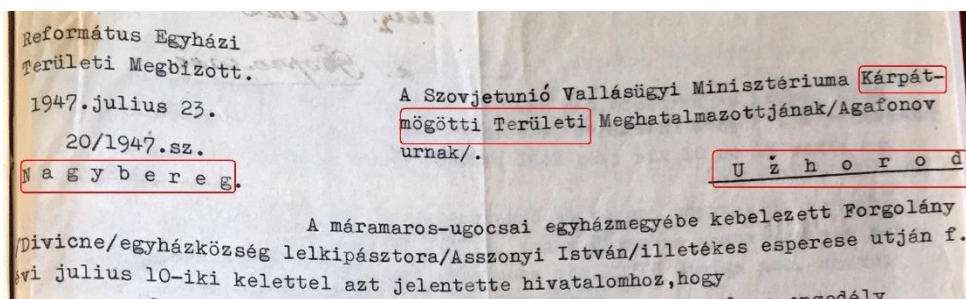 Református Egyházi
Területi Megbízott.
1947.julius 23.
20/1947.sz.
N a g y b e r e g.
A Szovjetunió Vallásügyi Minisztériuma Kárpát-
mögötti Területi Meghatalmazottjának/Agafonov
urnak/.
U ž h o r o d
A máramaros-ugocsai egyházmegyébe kebelezett Forgolány
/Divicne/egyházközség lelkipásztora/Asszonyi István/illetékes esperese utján f.
évi julius 10-iki kelettel azt jelentette hivatalomhoz,hogy